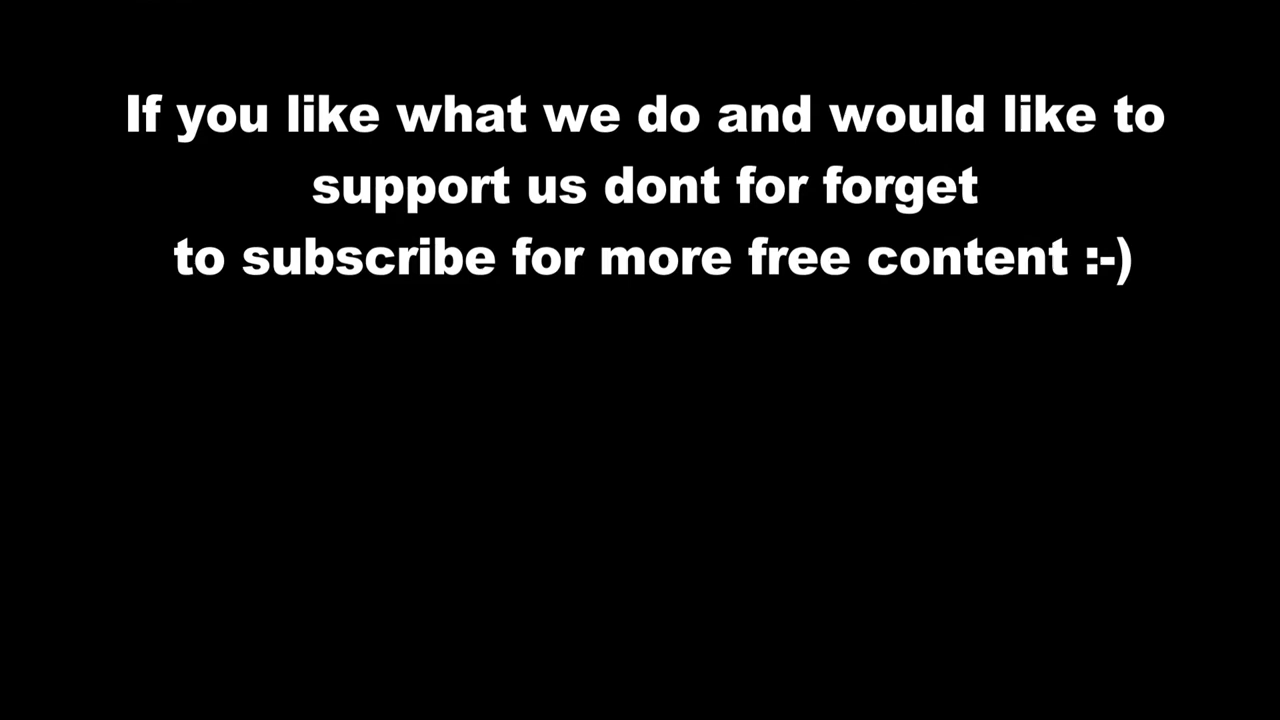 If you like what we do and would like to
support us dont for forget
to subscribe for more free content :-)